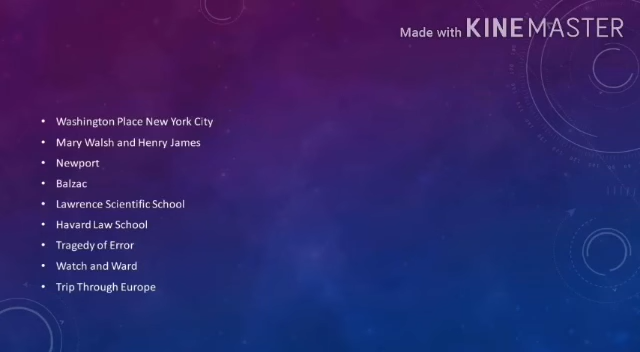 Made with KINEMASTER
• Washington Place New York City
• Mary Walsh and Henry James
• Newport
• Balzac
• Lawrence Scientific School
• Havard Law School
• Tragedy of Error
• Watch and Ward
• Trip Through Europe